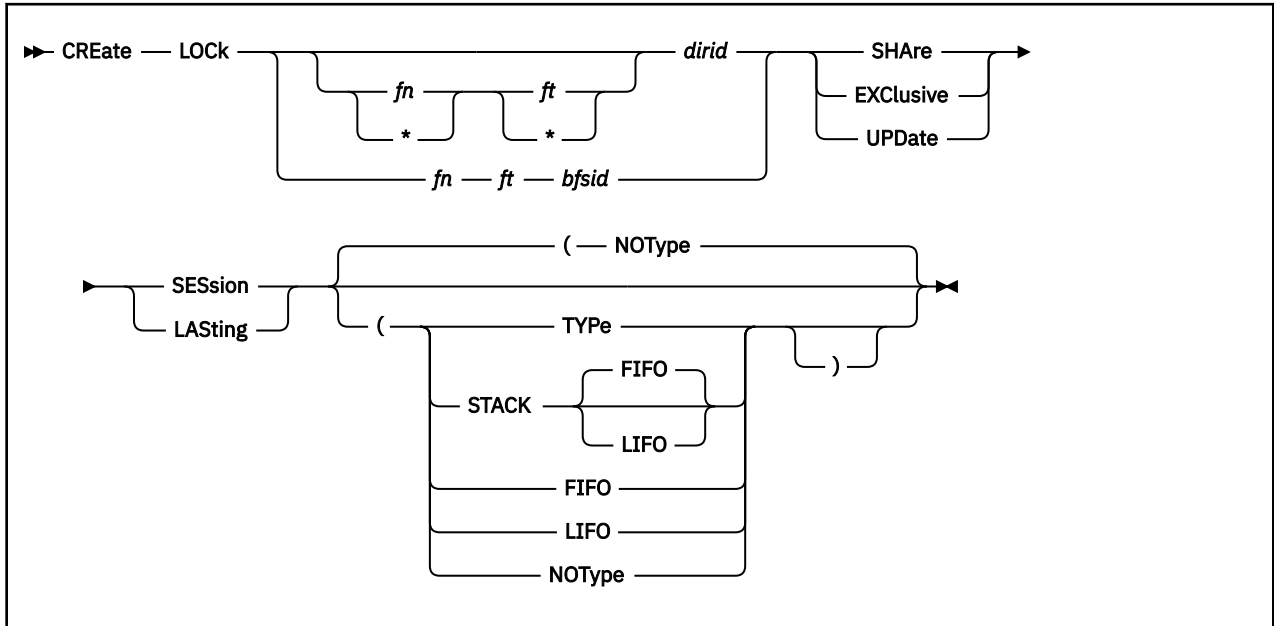 CREate LOCk dirid SHAre
fn ft EXClusive
* * UPDate
fn ft bfsid
( NOType
SESsion
LASting ( TYPe
FIFO )
STACK
LIFO
FIFO
LIFO
NOType